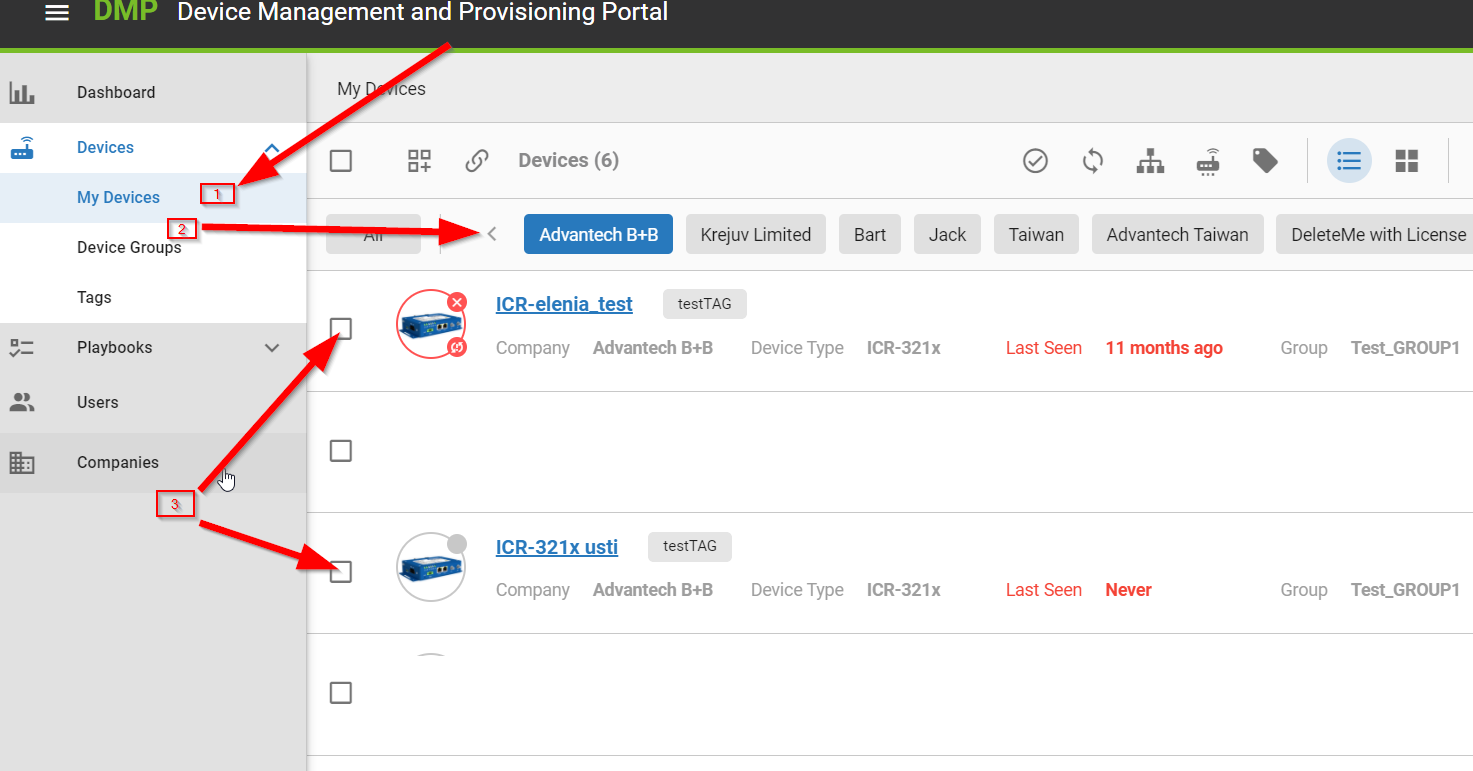 DMP Device Management and Provisioning Portal
Dashboard
Devices
My Devices
Device Groups
Tags
Playbooks
Users
Companies
1
2
3
My Devices
Devices (6)
All
Advantech B+B
Krejuv Limited
Bart
Jack
Taiwan
Advantech Taiwan
DeleteMe with License
ICR-elenia_test testTAG
Company Advantech B+B Device Type ICR-321x Last Seen 11 months ago Group Test_GROUP1
ICR-321x usti testTAG
Company Advantech B+B Device Type ICR-321x Last Seen Never Group Test_GROUP1